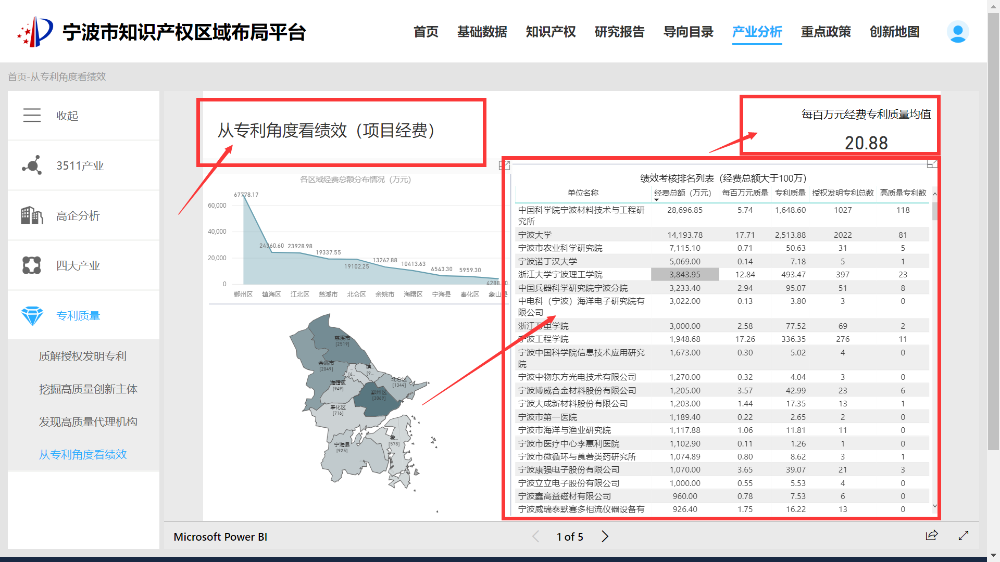 宁波市知识产权区域布局平台
首页 基础数据 知识产权 研究报告 导向目录 产业分析 重点政策 创新地图
首页-从专利角度看绩效
收起
3511产业
高企分析
四大产业
专利质量
质解授权发明专利
挖掘高质量创新主体
发现高质量代理机构
从专利角度看绩效
从专利角度看绩效（项目经费）
每百万元经费专利质量均值
20.88
各区域经费总额分布情况（万元）
60,000
40,000
20,000
0
67778.17
24360.60
23928.98
19337.55
19102.25
13262.88
10413.63
6543.30
5959.30
鄞州区 镇海区 江北区 慈溪市 北仑区 余姚市 海曙区 宁海县 奉化区 象山县
慈溪市
[2519]
余姚市
[2049]
...
[6...
镇...
[9...
北仑区
[1344]
海曙区
[949]
鄞州区
[3069]
奉化区
[716]
象...
[578]
宁海县
[925]
绩效考核排名列表（经费总额大于100万）
单位名称 经费总额（万元） 每百万元质量 专利质量 授权发明专利总数 高质量专利数
中国科学院宁波材料技术与工程研 28,696.85 5.74 1,648.60 1027 118
究所
宁波大学 14,193.78 17.71 2,513.88 2022 81
宁波市农业科学研究院 7,115.10 0.71 50.63 31 5
宁波诺丁汉大学 5,069.00 0.14 7.18 5 1
浙江大学宁波理工学院 3,843.95 12.84 493.47 397 23
中国兵器科学研究院宁波分院 3,233.40 2.94 95.07 51 8
中电科（宁波）海洋电子研究院有 3,022.00 0.13 3.80 3 0
限公司
浙江万里学院 3,000.00 2.58 77.52 69 2
宁波工程学院 1,948.68 17.26 336.35 276 11
宁波中国科学院信息技术应用研究 1,673.00 0.30 5.02 4 0
院
宁波中物东方光电技术有限公司 1,270.00 0.32 4.04 3 0
宁波博威合金材料股份有限公司 1,205.00 3.57 42.99 23 6
宁波大成新材料股份有限公司 1,203.00 1.44 17.35 13 1
宁波市第一医院 1,189.40 0.22 2.65 2 0
宁波市海洋与渔业研究院 1,117.88 1.06 11.81 11 0
宁波市医疗中心李惠利医院 1,102.90 0.11 1.26 1 0
宁波市微循环与莨菪类药研究所 1,074.89 0.80 8.62 3 1
宁波康强电子股份有限公司 1,070.00 3.65 39.07 21 3
宁波立立电子股份有限公司 1,000.00 0.55 5.53 4 0
宁波鑫高益磁材有限公司 960.00 0.78 7.53 6 0
宁波威瑞泰默赛多相流仪器设备有 926.40 1.75 16.22 13 0
Microsoft Power BI
1 of 5